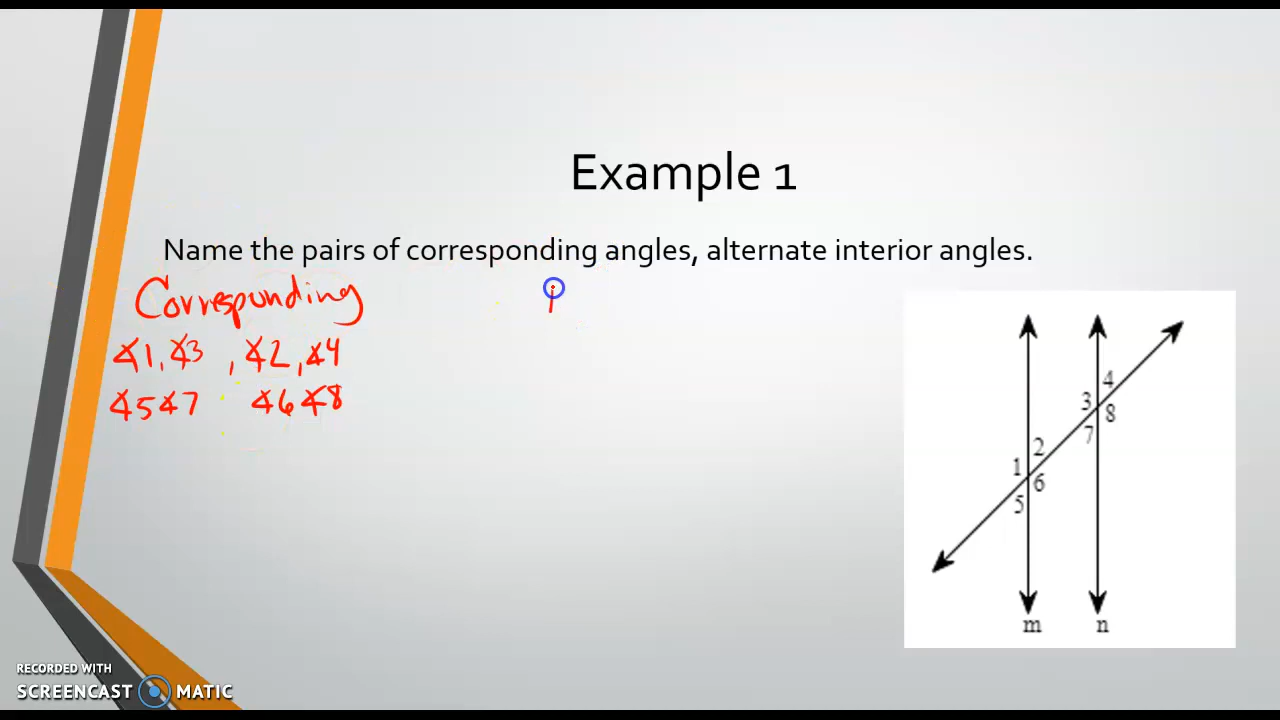 Example 1
Name the pairs of corresponding angles, alternate interior angles.
Corresponding
∡1, ∡3 , ∡2, ∡4
∡5 ∡7 ∡6 ∡8
4
3
8
7
2
1
6
5
m n
RECORDED WITH
SCREENCAST MATIC